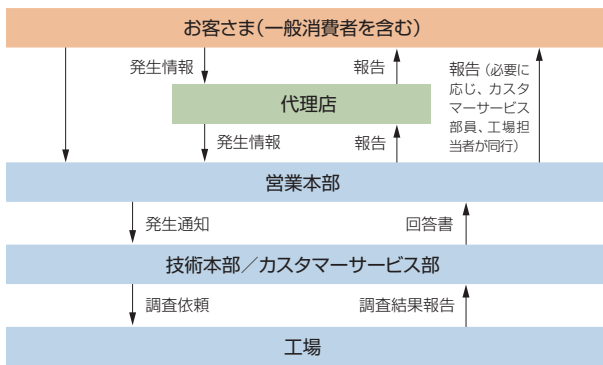 お客さま（一般消費者を含む）
発生情報
報告
報告（必要に
応じ、カスタ
マーサービス
部員、工場担
当者が同行）
代理店
発生情報
報告
営業本部
発生通知
回答書
技術本部／カスタマーサービス部
調査依頼
調査結果報告
工場